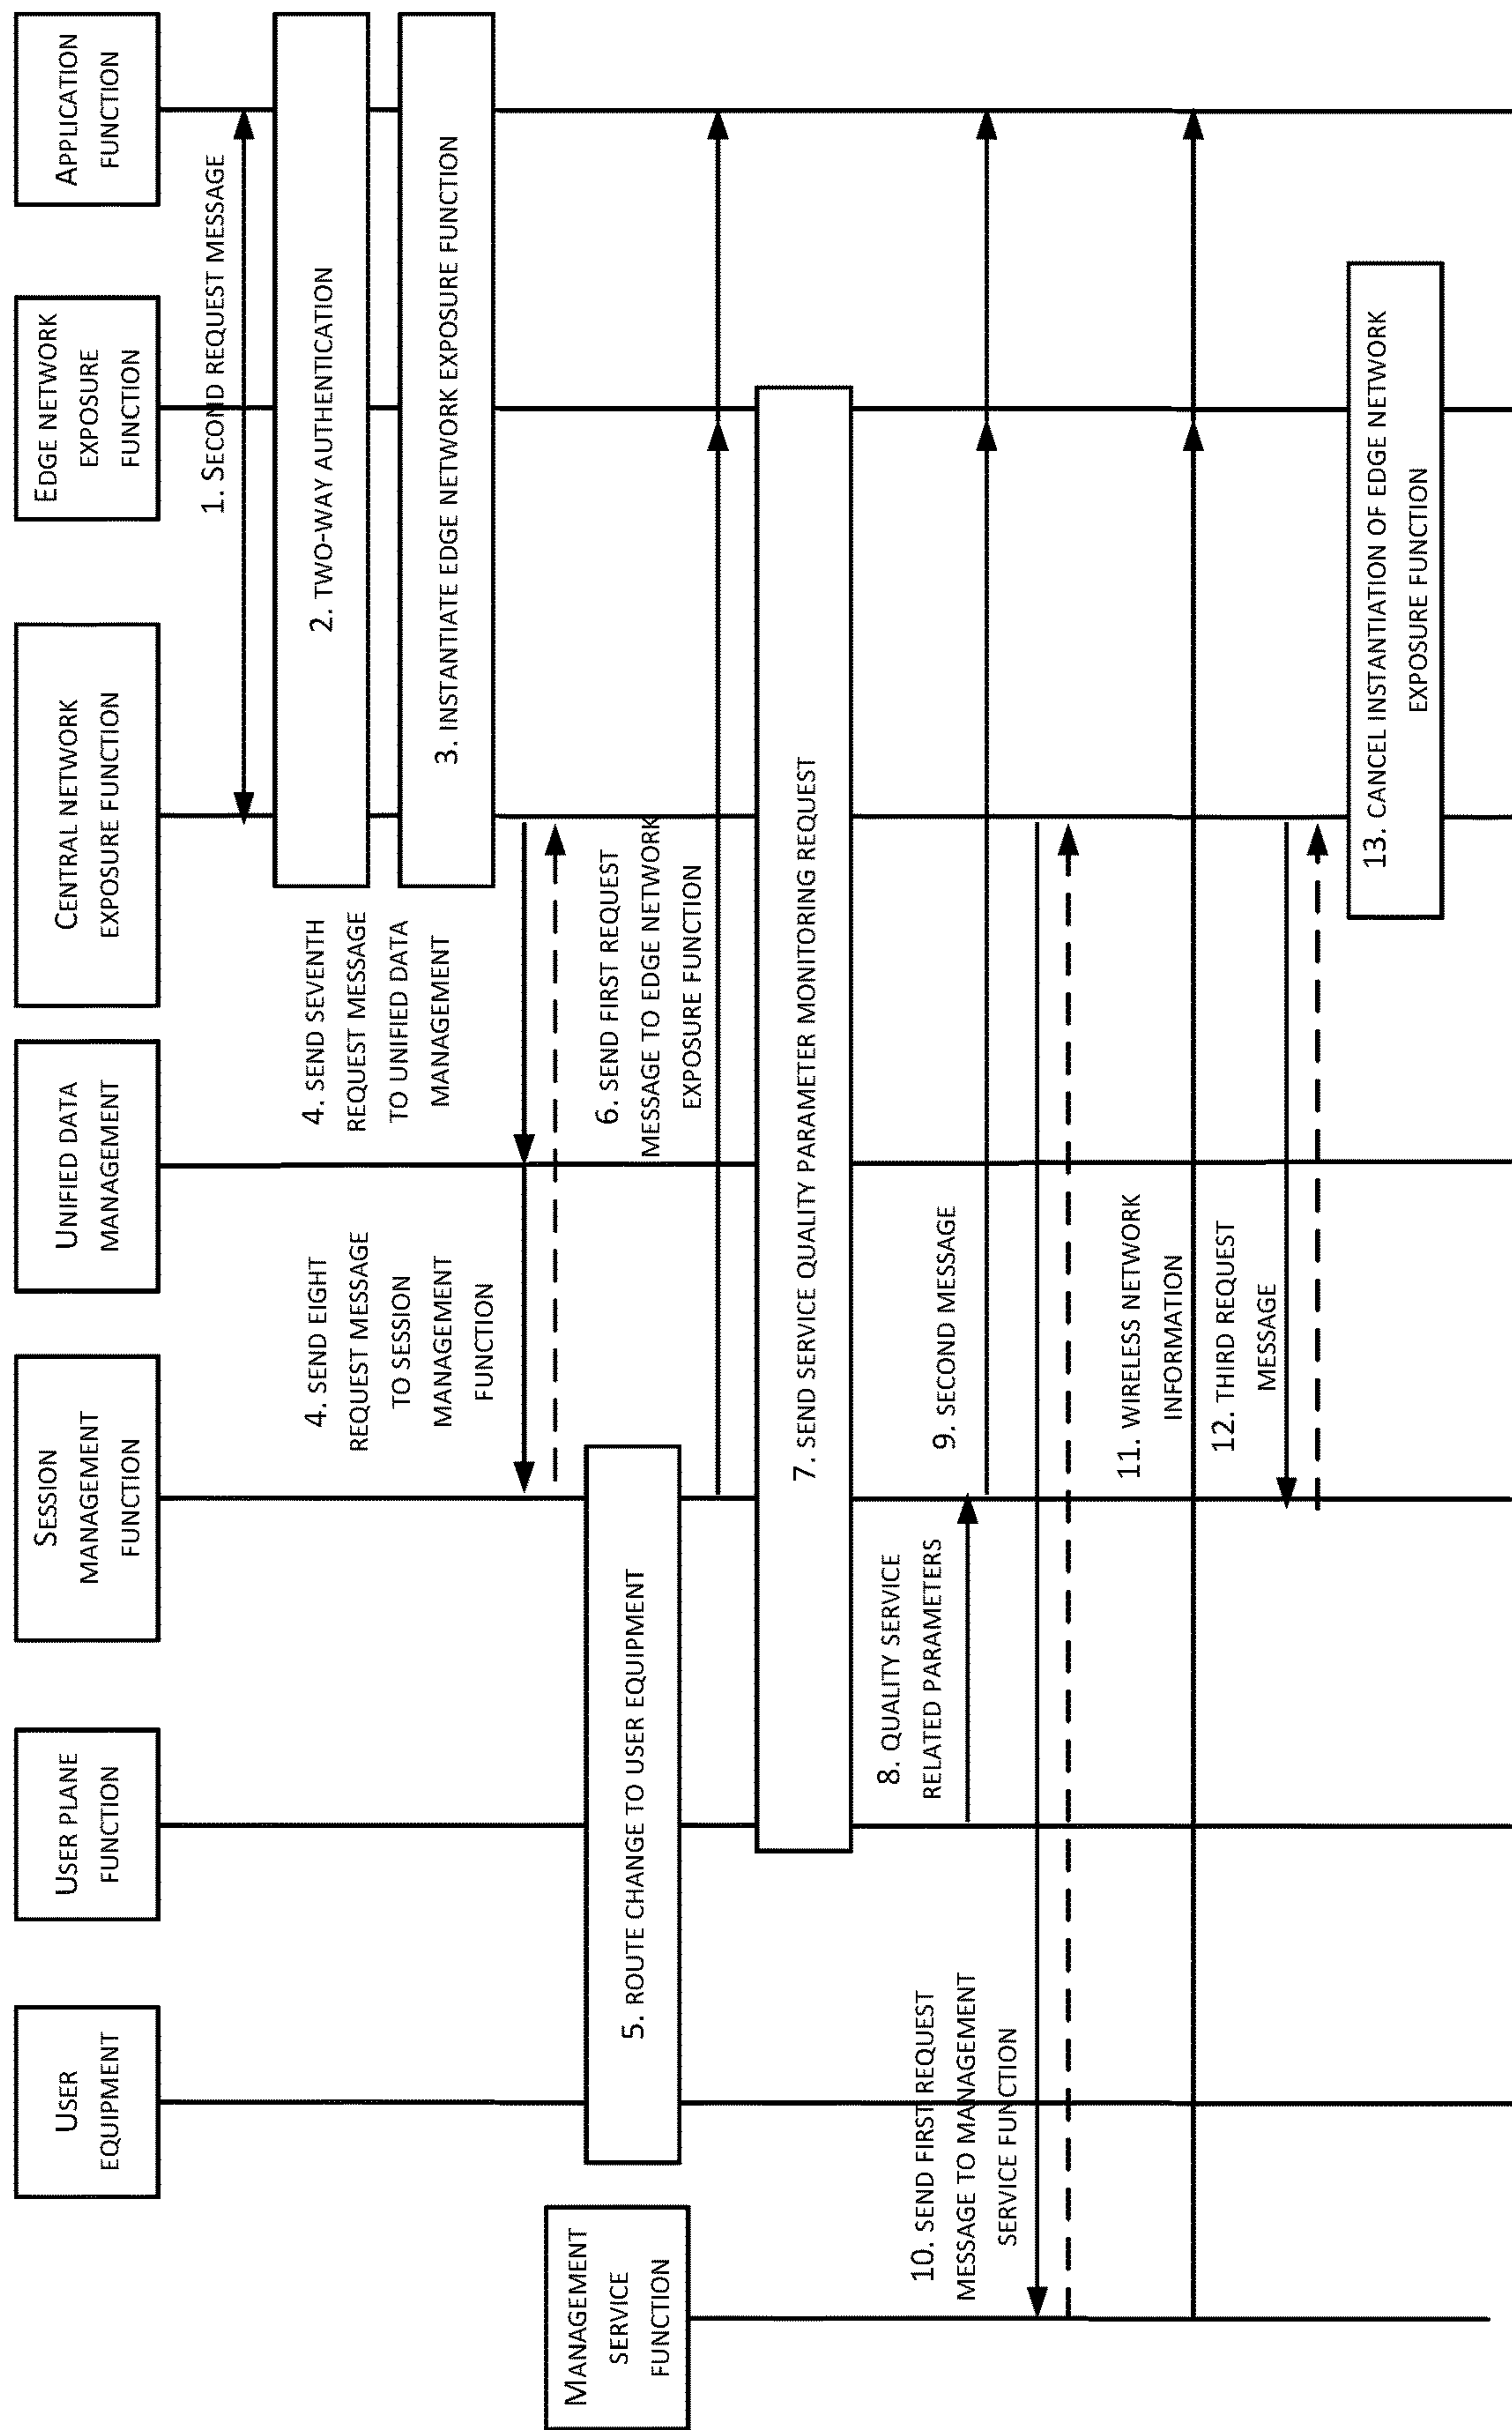 USER
EQUIPMENT
USER PLANE
FUNCTION
SESSION
MANAGEMENT
FUNCTION
UNIFIED DATA
MANAGEMENT
CENTRAL NETWORK
EXPOSURE FUNCTION
EDGE NETWORK
EXPOSURE
FUNCTION
APPLICATION
FUNCTION
1. SECOND REQUEST MESSAGE
2. TWO-WAY AUTHENTICATION
3. INSTANTIATE EDGE NETWORK EXPOSURE FUNCTION
4. SEND EIGHT
REQUEST MESSAGE
TO SESSION
MANAGEMENT
FUNCTION
4. SEND SEVENTH
REQUEST MESSAGE
TO UNIFIED DATA
MANAGEMENT
MANAGEMENT
SERVICE
FUNCTION
5. ROUTE CHANGE TO USER EQUIPMENT
6. SEND FIRST REQUEST
MESSAGE TO EDGE NETWORK
EXPOSURE FUNCTION
7. SEND SERVICE QUALITY PARAMETER MONITORING REQUEST
8. QUALITY SERVICE
RELATED PARAMETERS
9. SECOND MESSAGE
10. SEND FIRST REQUEST
MESSAGE TO MANAGEMENT
SERVICE FUNCTION
11. WIRELESS NETWORK
INFORMATION
12. THIRD REQUEST
MESSAGE
13. CANCEL INSTANTIATION OF EDGE NETWORK
EXPOSURE FUNCTION